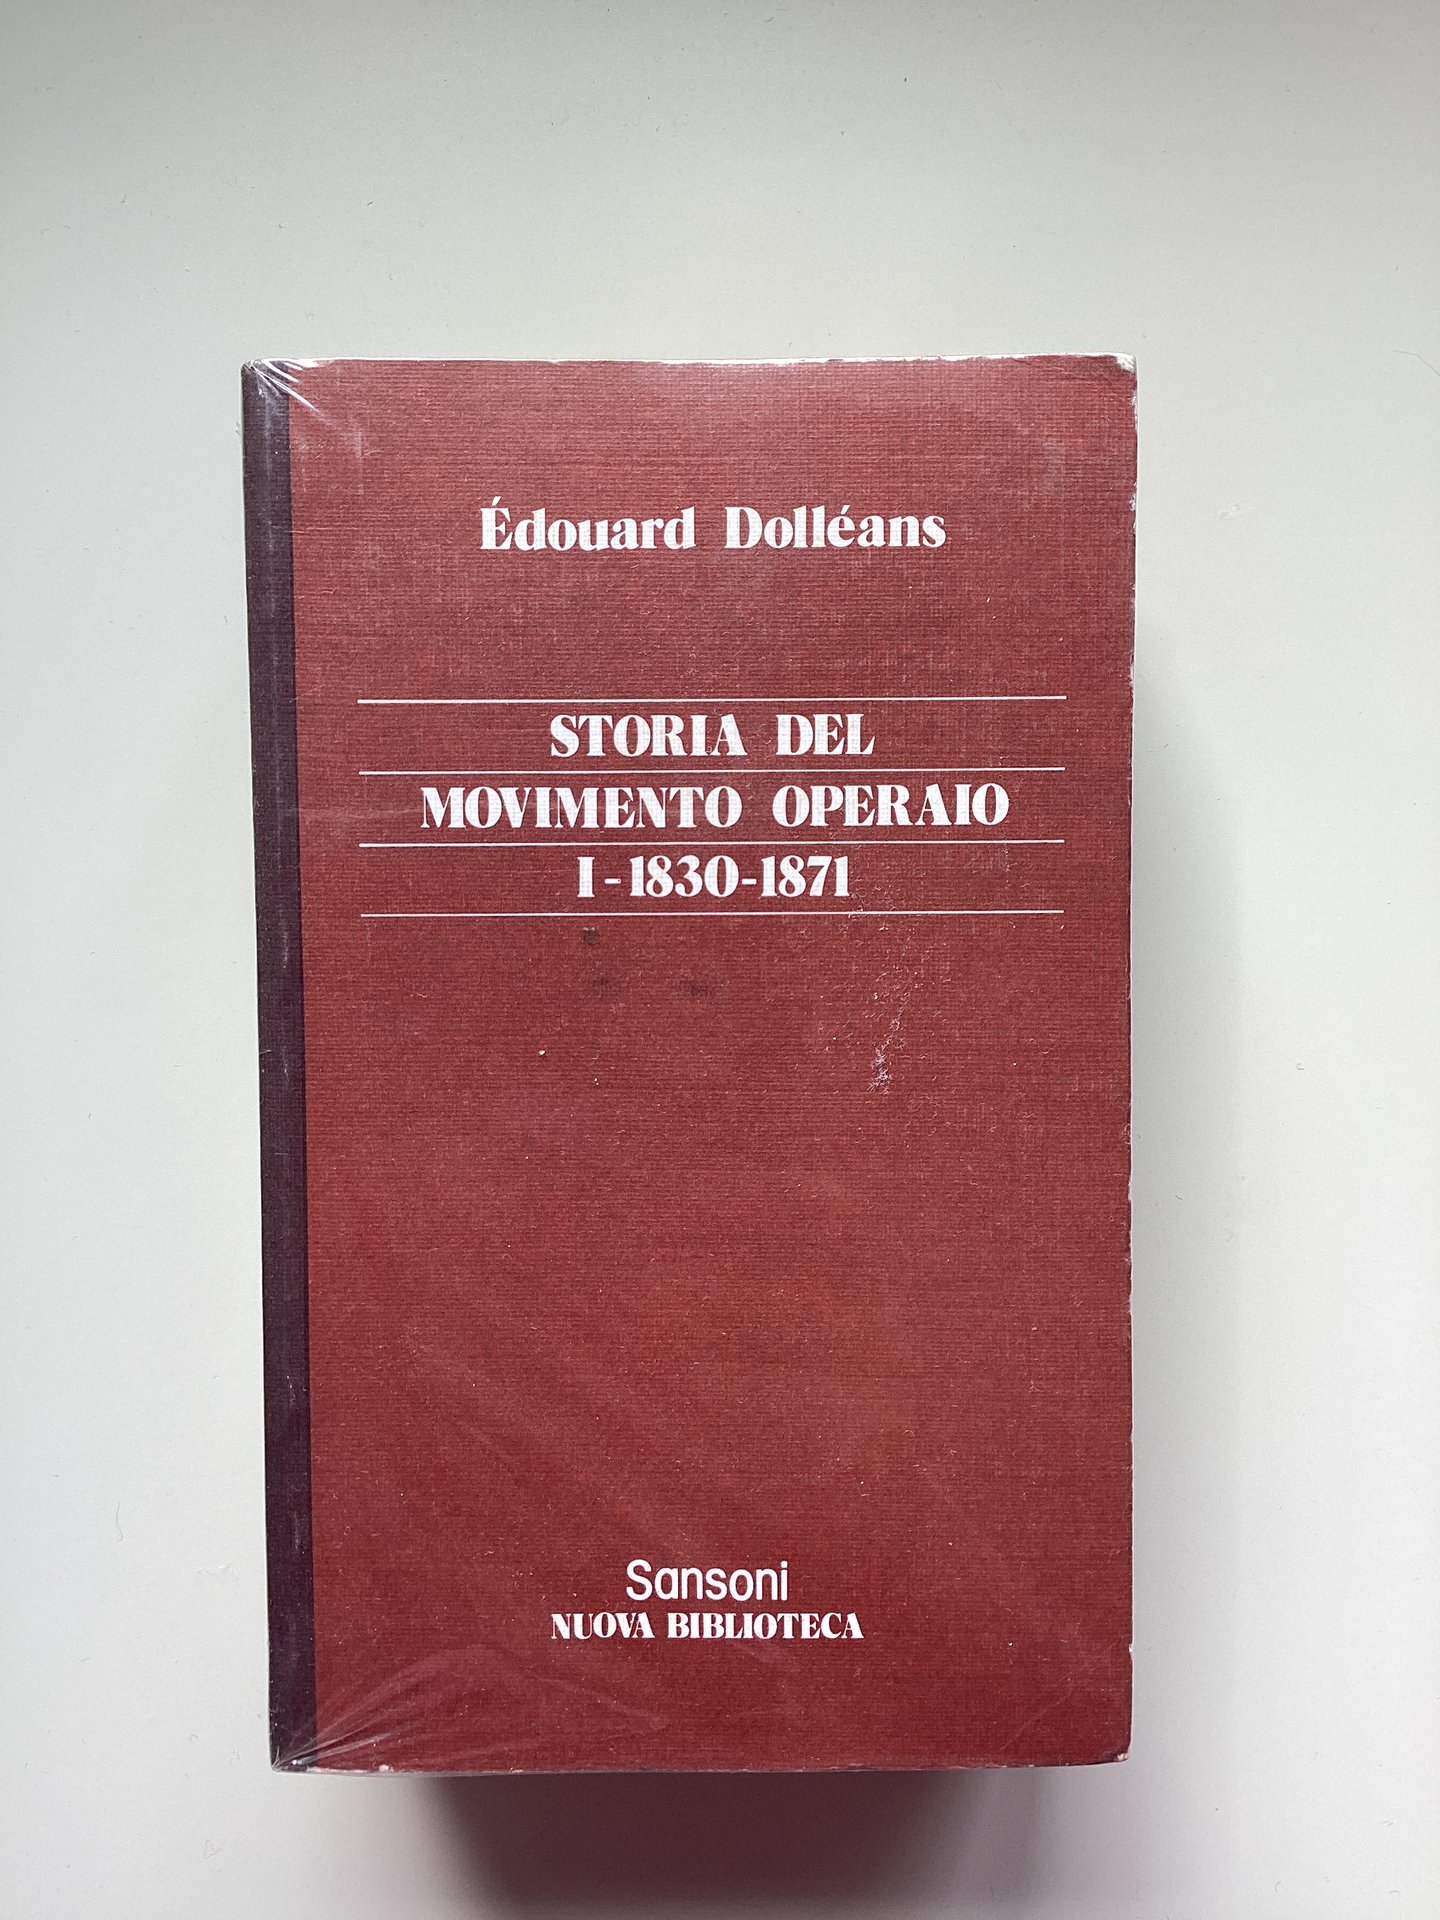 Édouard Dolléans
STORIA DEL
MOVIMENTO OPERAIO
I-1830-1871
Sansoni
NUOVA BIBLIOTECA